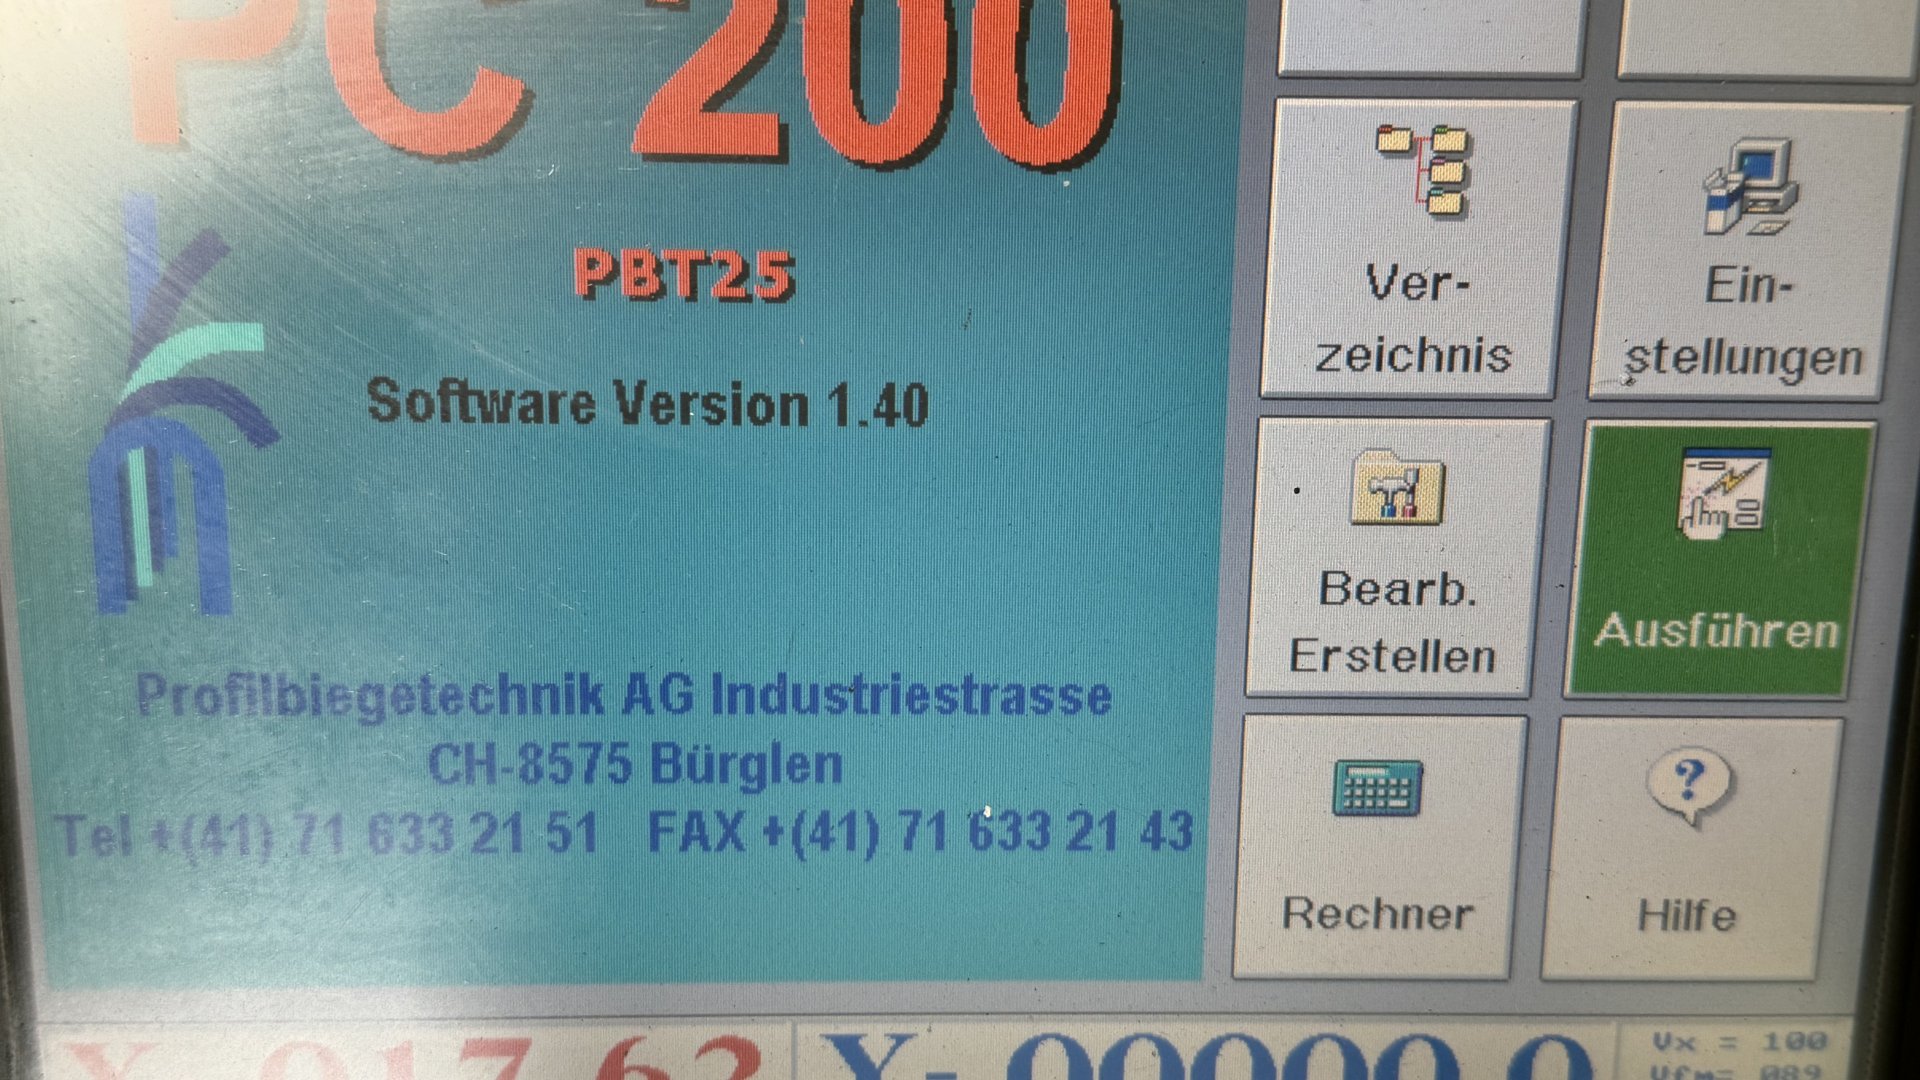 PC 200
PBT25
Software Version 1.40
Profilbiegetechnik AG Industriestrasse
CH-8575 Bürglen
Tel +(41) 71 633 21 51 FAX +(41) 71 633 21 43
Ver-
zeichnis
Ein-
stellungen
Bearb.
Erstellen
Ausführen
Rechner
Hilfe
Vx = 100